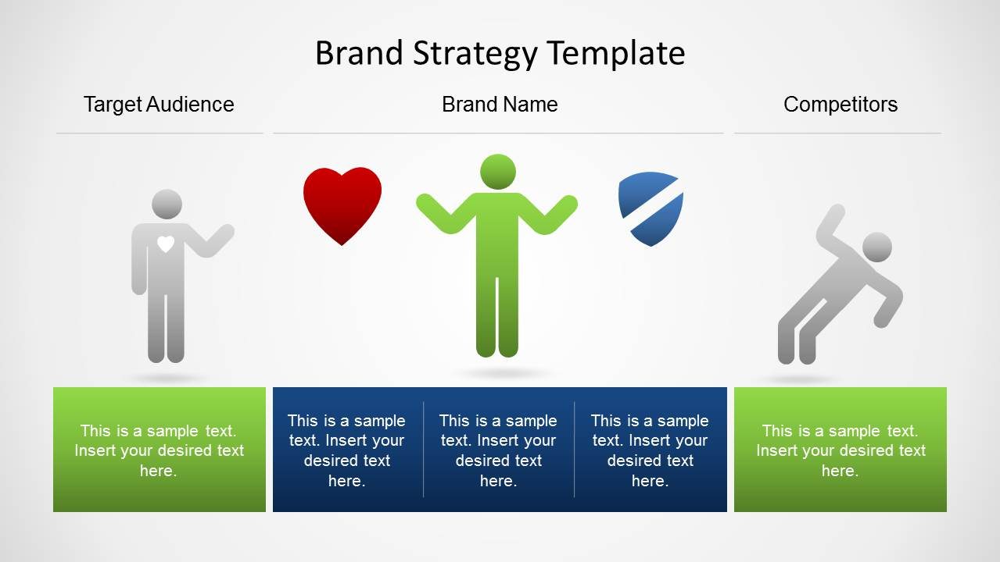 Brand Strategy Template
Target Audience
Brand Name
Competitors
This is a sample text.
Insert your desired text
here.
This is a sample
text. Insert your
desired text
here.
This is a sample
text. Insert your
desired text
here.
This is a sample
text. Insert your
desired text
here.
This is a sample text.
Insert your desired text
here.